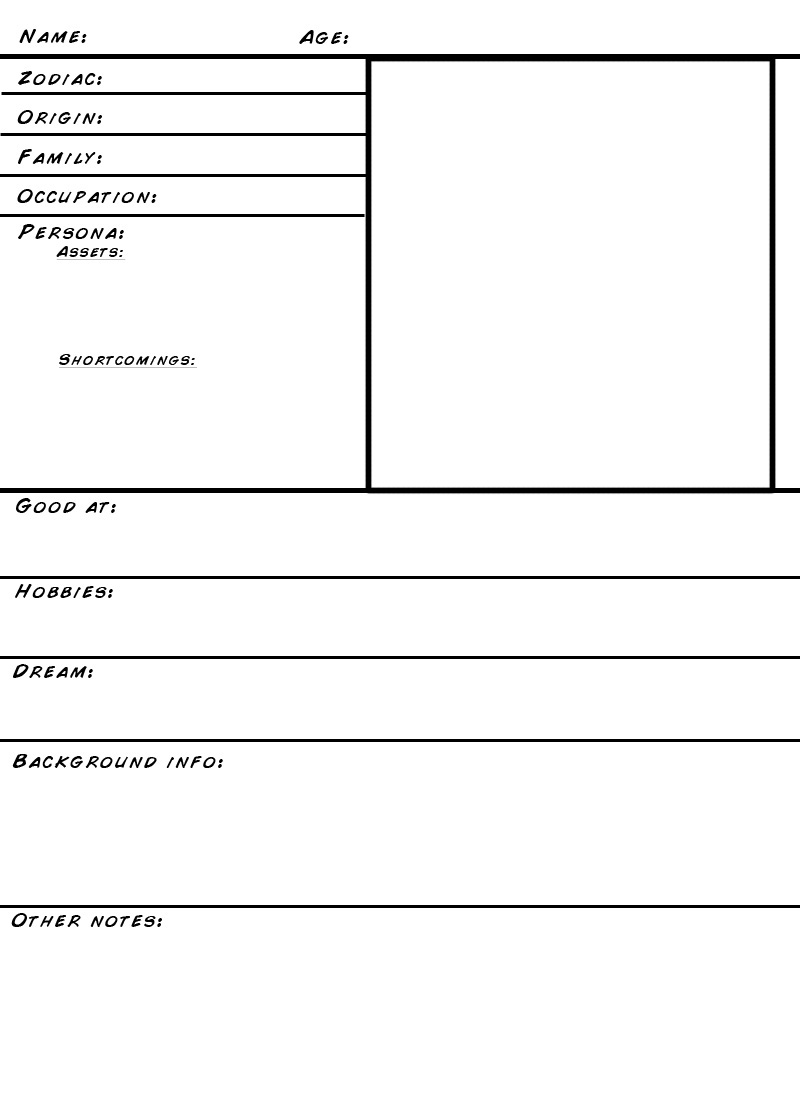 Name: Age:
Zodiac:
Origin:
Family:
Occupation:
Persona:
Assets:
Shortcomings:
Good at:
Hobbies:
Dream:
Background info:
Other notes: